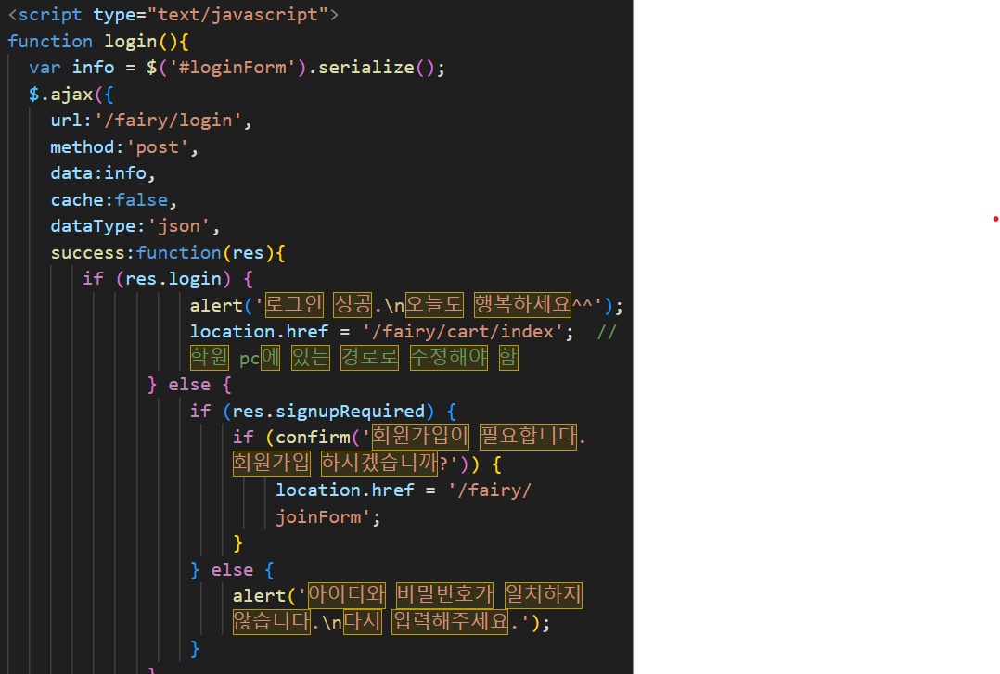 <script type="text/javascript">
function login(){
var info = $('#loginForm').serialize();
$.ajax({
url:'/fairy/login',
method:'post',
data:info,
cache:false,
dataType:'json',
success:function(res){
if (res.login) {
alert('로그인 성공.\n오늘도 행복하세요^^');
location.href = '/fairy/cart/index'; //
학원 pc에 있는 경로로 수정해야 함
} else {
if (res.signupRequired) {
if (confirm('회원가입이 필요합니다.
회원가입 하시겠습니까?')) {
location.href = '/fairy/
joinForm';
}
} else {
alert('아이디와 비밀번호가 일치하지
않습니다.\n다시 입력해주세요.');
}
}